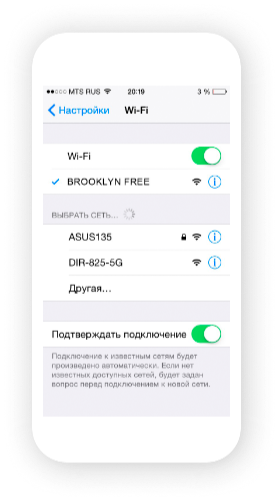 MTS RUS 20:19 3 %
Настройки Wi-Fi
Wi-Fi
BROOKLYN FREE
ВЫБРАТЬ СЕТЬ...
ASUS135
DIR-825-5G
Другая...
Подтверждать подключение
Подключение к известным сетям будет
произведено автоматически. Если нет
известных доступных сетей, будет задан
вопрос перед подключением к новой сети.